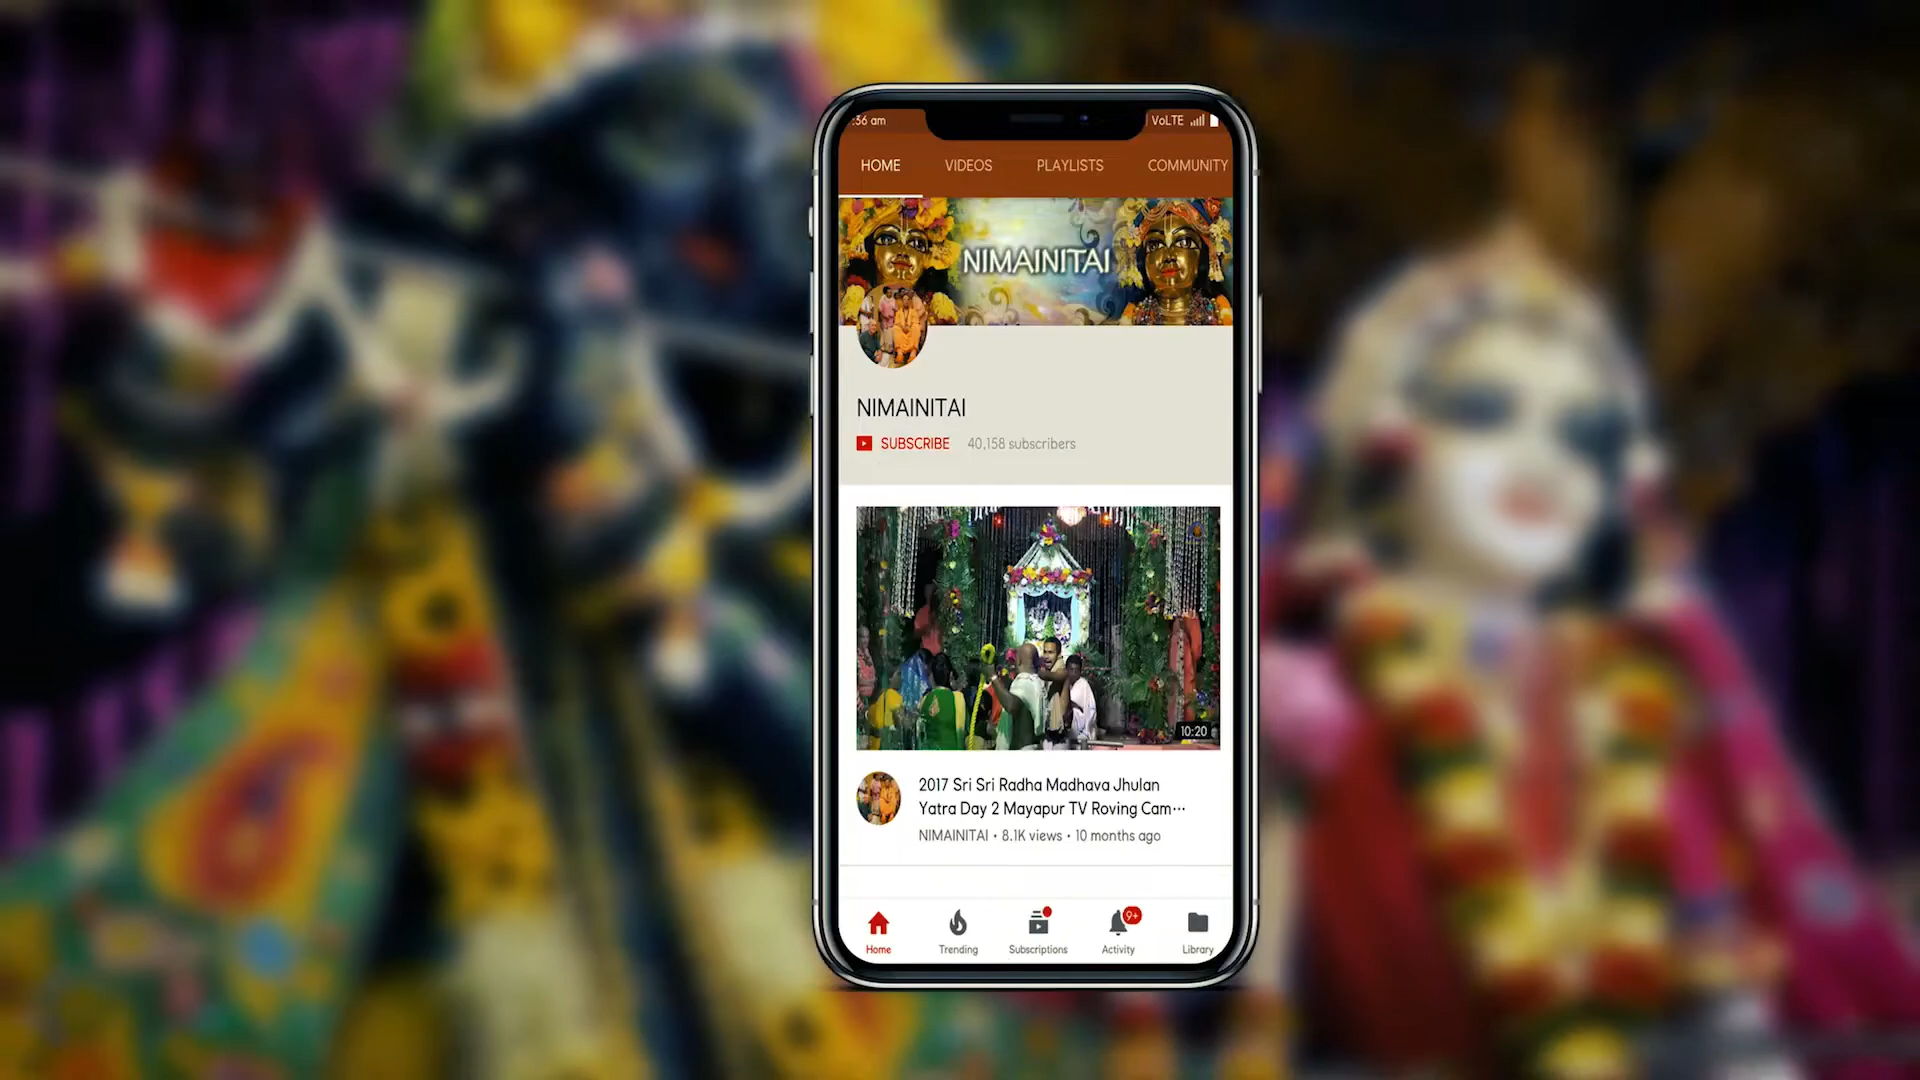 :36 am
VoLTE
HOME VIDEOS PLAYLISTS COMMUNITY
NIMAINITAI
NIMAINITAI
SUBSCRIBE 40,158 subscribers
10:20
2017 Sri Sri Radha Madhava Jhulan
Yatra Day 2 Mayapur TV Roving Cam···
NIMAINITAI • 8.1K views • 10 months ago
9+
Home Trending Subscriptions Activity Library